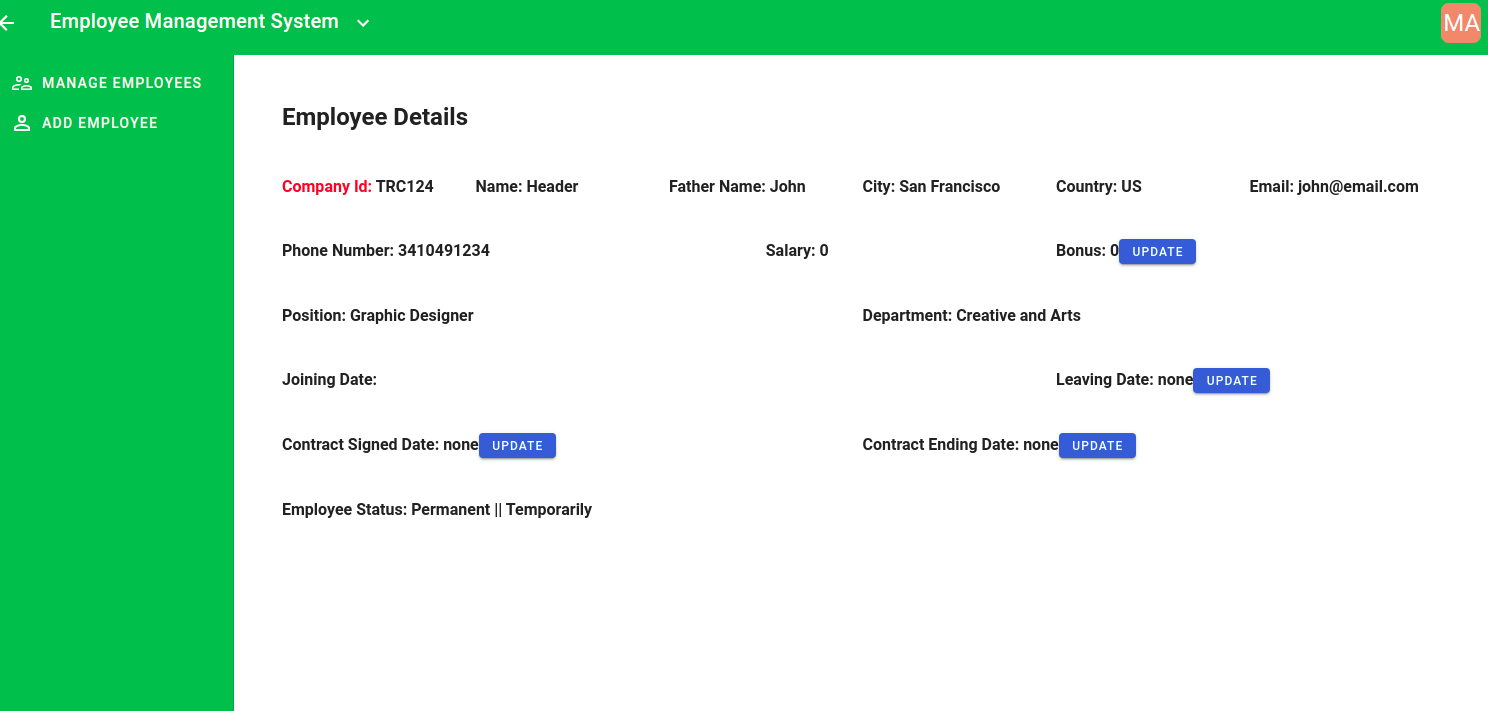 Employee Management System
MA
MANAGE EMPLOYEES
ADD EMPLOYEE
Employee Details
Company Id: TRC124 Name: Header Father Name: John City: San Francisco Country: US Email: john@email.com
Phone Number: 3410491234 Salary: 0 Bonus: 0 UPDATE
Position: Graphic Designer Department: Creative and Arts
Joining Date: Leaving Date: none UPDATE
Contract Signed Date: none UPDATE Contract Ending Date: none UPDATE
Employee Status: Permanent || Temporarily